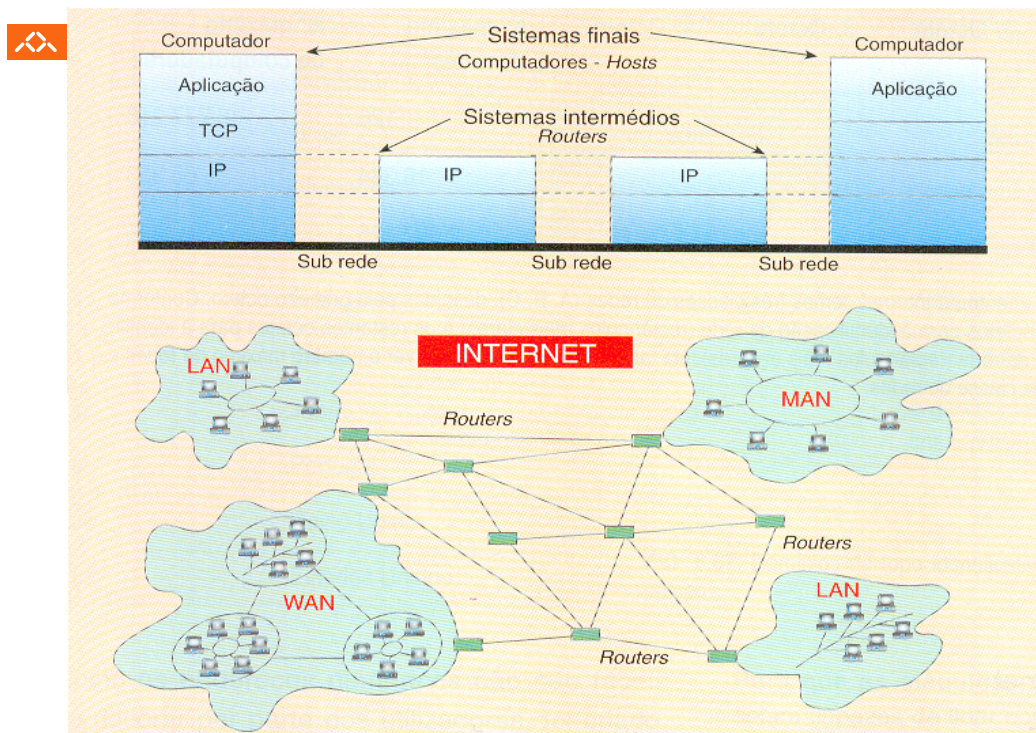 Computador
Sistemas finais
Computadores - Hosts
Computador
Aplicação
Aplicação
Sistemas intermédios
Routers
TCP
IP
IP
IP
Sub rede
Sub rede
Sub rede
INTERNET
LAN
MAN
Routers
Routers
WAN
LAN
Routers